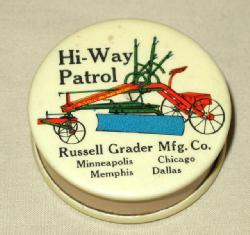 Hi-Way
Patrol
Russell Grader Mfg. Co.
Minneapolis Chicago
Memphis Dallas